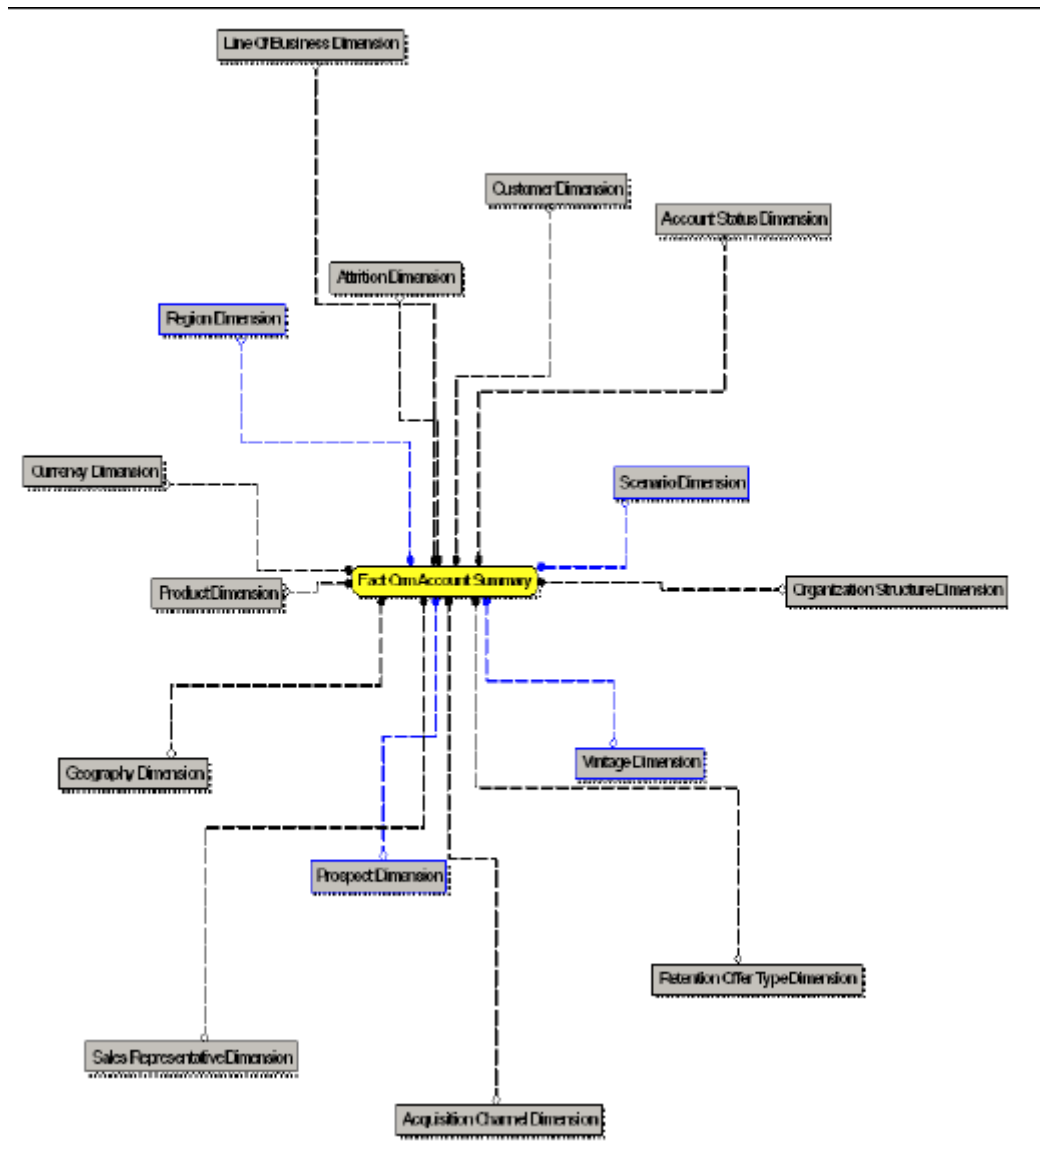 Line Of Business Dimension
Customer Dimension
Account Status Dimension
Attrition Dimension
Region Dimension
Currency Dimension
Scenario Dimension
Fact Crm Account Summary
Product Dimension
Organization Structure Dimension
Geography Dimension
Vintage Dimension
Prospect Dimension
Retention Offer Type Dimension
Sales Representative Dimension
Acquisition Channel Dimension